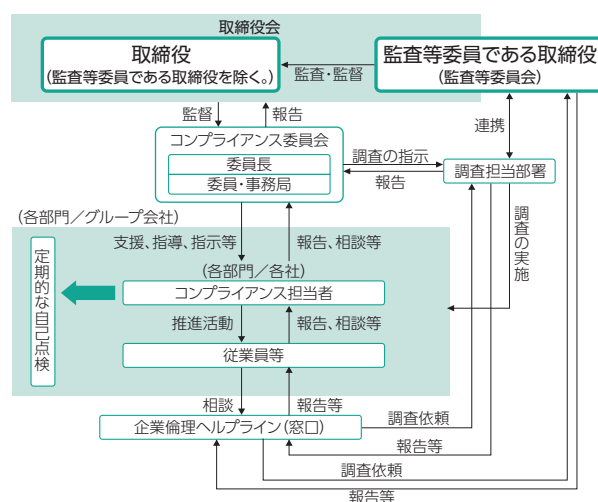 取締役会
取締役
(監査等委員である取締役を除く。)
監査・監督
監査等委員である取締役
(監査等委員会)
監督
報告
連携
コンプライアンス委員会
委員長
委員・事務局
調査の指示
報告
調査担当部署
(各部門／グループ会社)
支援、指導、指示等
報告、相談等
調査の実施
定期的な自己点検
(各部門／各社)
コンプライアンス担当者
推進活動
報告、相談等
従業員等
相談
報告等
企業倫理ヘルプライン(窓口)
調査依頼
報告等
調査依頼
報告等